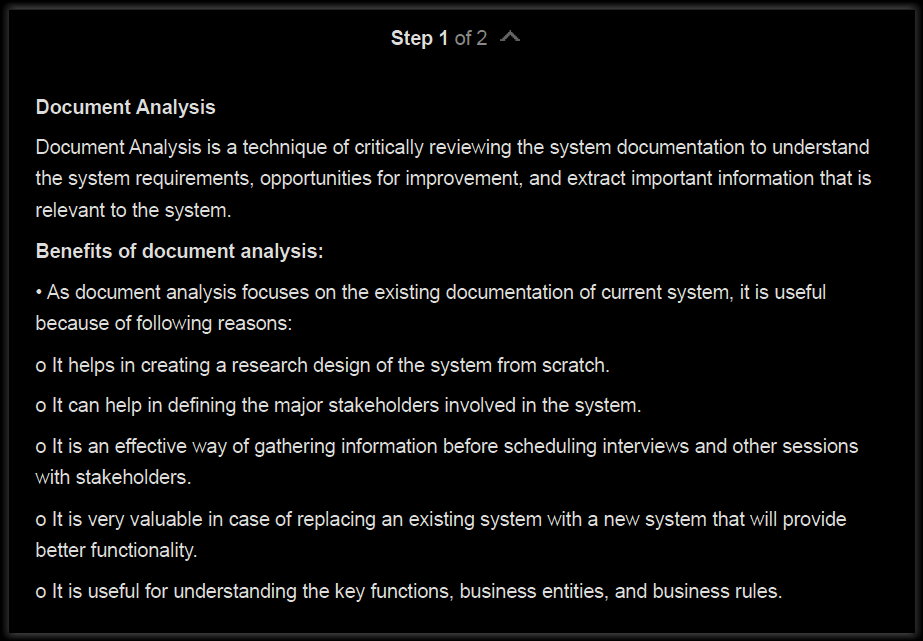 Step 1 of 2
Document Analysis
Document Analysis is a technique of critically reviewing the system documentation to understand
the system requirements, opportunities for improvement, and extract important information that is
relevant to the system.
Benefits of document analysis:
• As document analysis focuses on the existing documentation of current system, it is useful
because of following reasons:
o It helps in creating a research design of the system from scratch.
o It can help in defining the major stakeholders involved in the system.
o It is an effective way of gathering information before scheduling interviews and other sessions
with stakeholders.
o It is very valuable in case of replacing an existing system with a new system that will provide
better functionality.
o It is useful for understanding the key functions, business entities, and business rules.